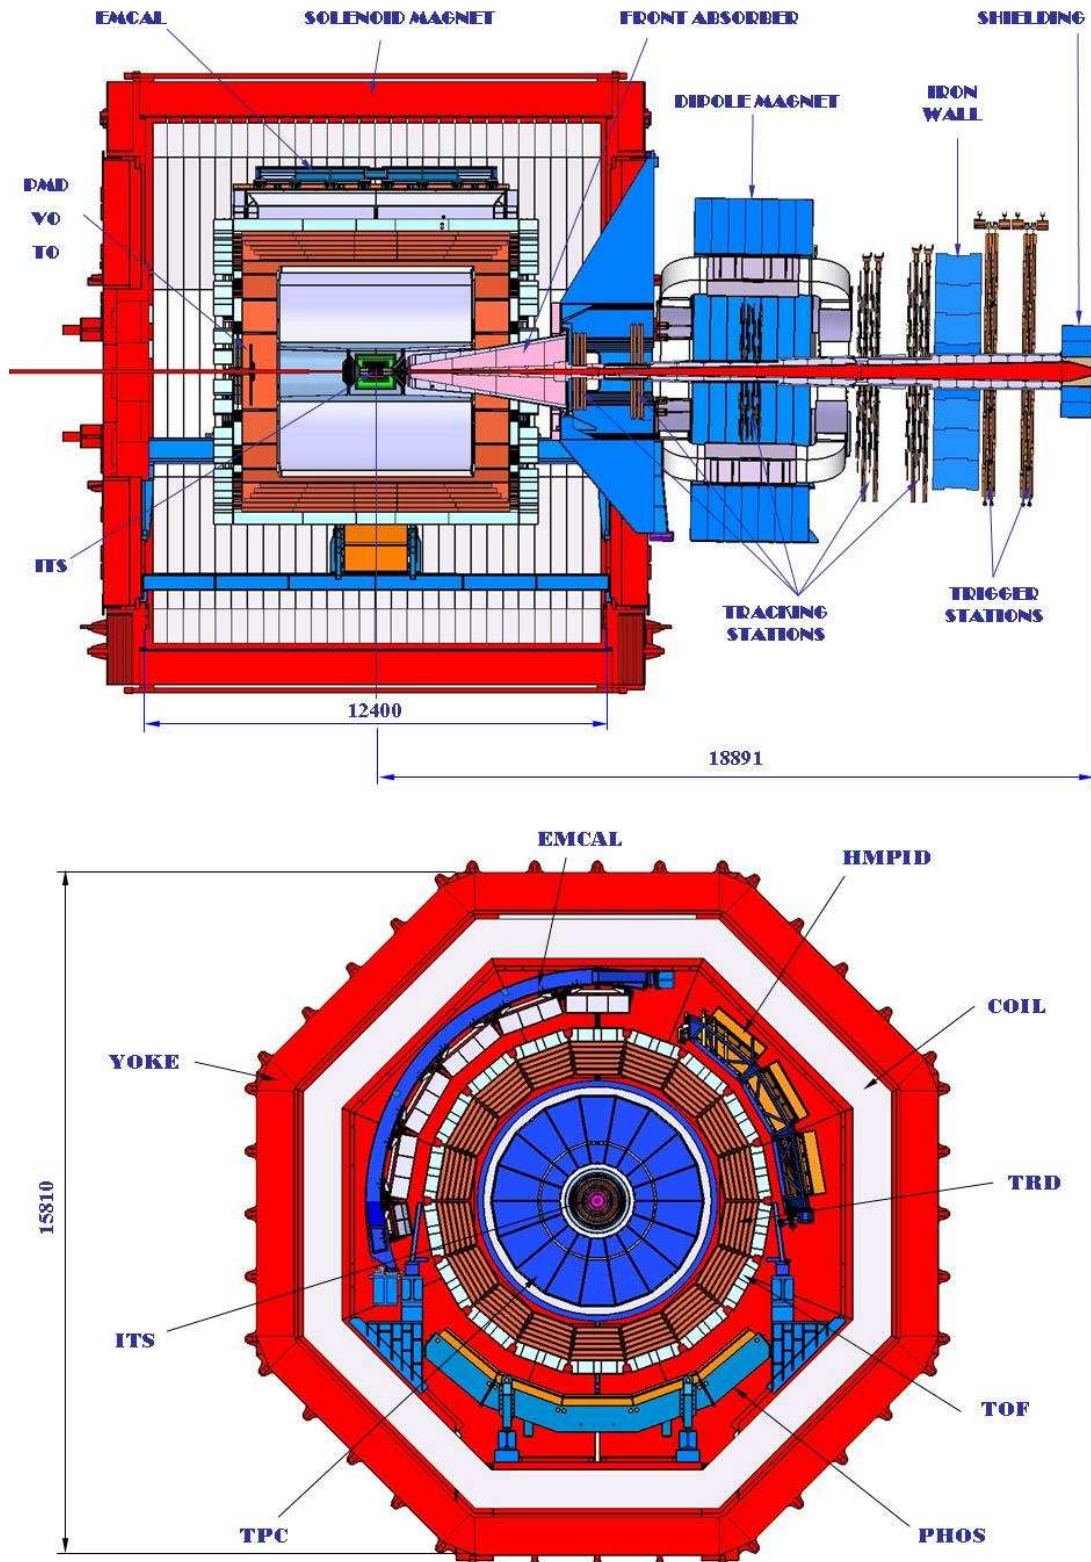 EMCAL SOLENOID MAGNET FRONT ABSORBER SHIELDING
DIPOLE MAGNET
IRON
WALL
PMD
V0
T0
ITS
TRACKING
STATIONS
TRIGGER
STATIONS
12400
18891
EMCAL
HMPID
COIL
YOKE
15810
TRD
ITS
TOF
TPC
PHOS